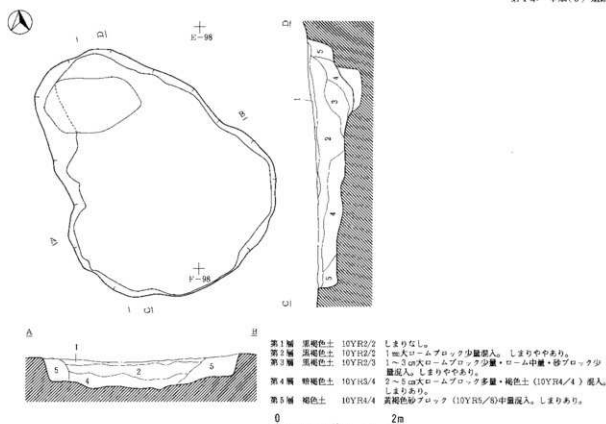 E-98
F-98
A
B
C
D
第1層 黒褐色土 10YR2/2 しまりなし。
第2層 黒褐色土 10YR2/2 1㎜大ロームブロック少量混入。しまりややあり。
第3層 黒褐色土 10YR2/3 1～3㎝大ロームブロック少量・ローム中量・砂ブロック少
量混入。しまりややあり。
第4層 暗褐色土 10YR3/4 2～5㎝大ロームブロック多量・褐色土（10YR4/4）混入。
しまりあり。
第5層 褐色土 10YR4/4 黄褐色砂ブロック（10YR5/8)中量混入。しまりあり。
0 2m